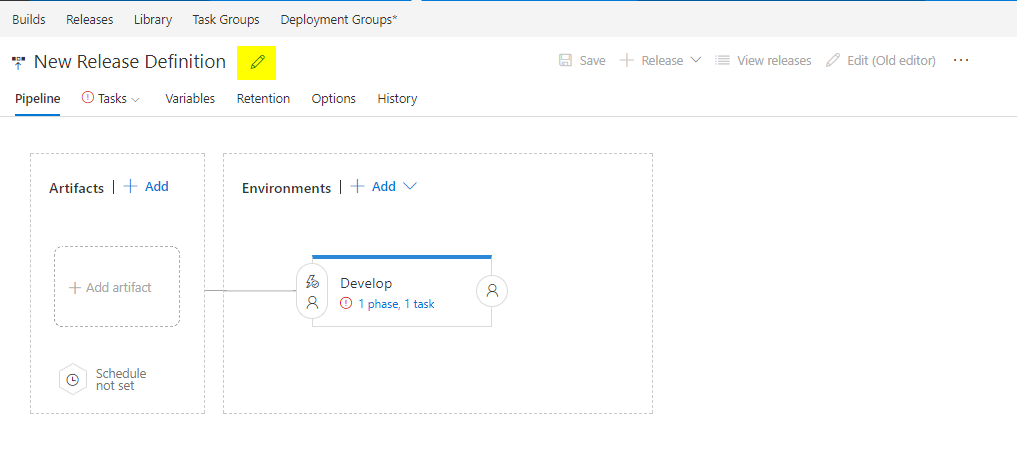 Builds Releases Library Task Groups Deployment Groups*
New Release Definition Save Release View releases Edit (Old editor) ...
Pipeline Tasks Variables Retention Options History
Artifacts | + Add Environments | + Add
Develop
+ Add artifact
1 phase, 1 task
Schedule
not set